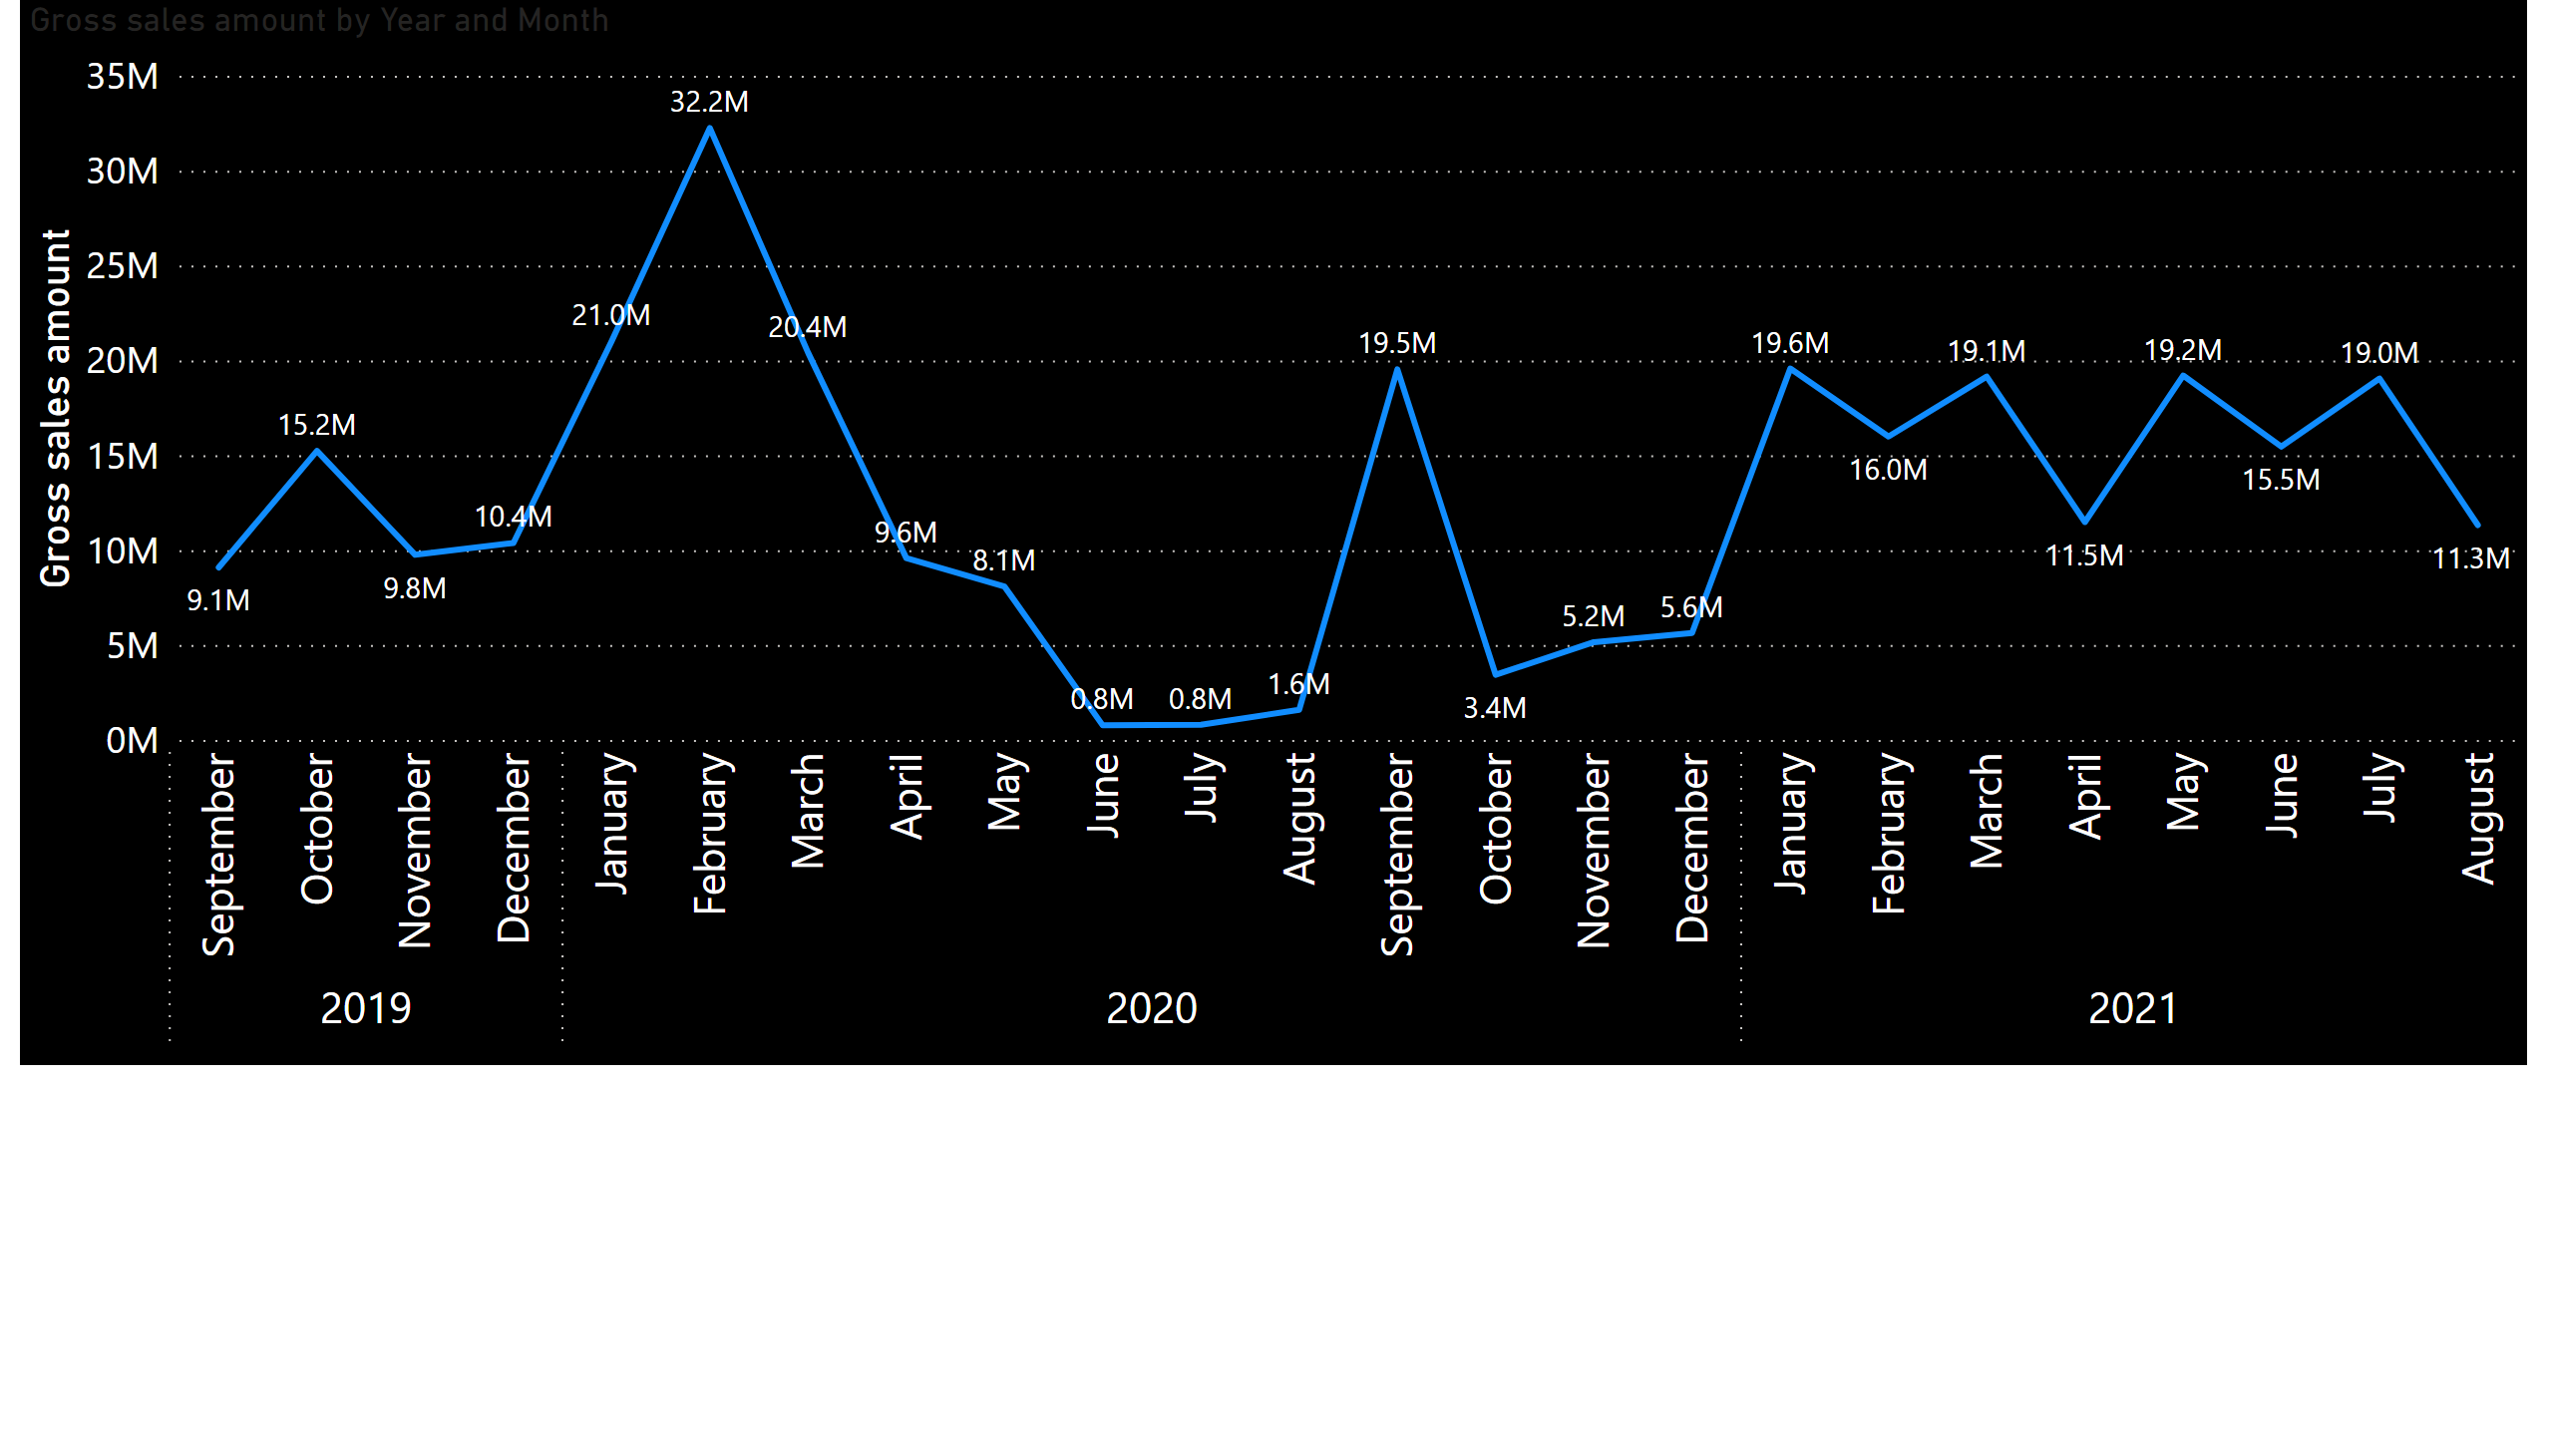 Gross sales amount by Year and Month
Gross sales amount
35M
30M
25M
20M
15M
10M
5M
0M
9.1M
15.2M
9.8M
10.4M
21.0M
32.2M
20.4M
9.6M
8.1M
0.8M
0.8M
1.6M
19.5M
3.4M
5.2M
5.6M
19.6M
16.0M
19.1M
11.5M
19.2M
15.5M
19.0M
11.3M
September
October
November
December
January
February
March
April
May
June
July
August
September
October
November
December
January
February
March
April
May
June
July
August
2019
2020
2021